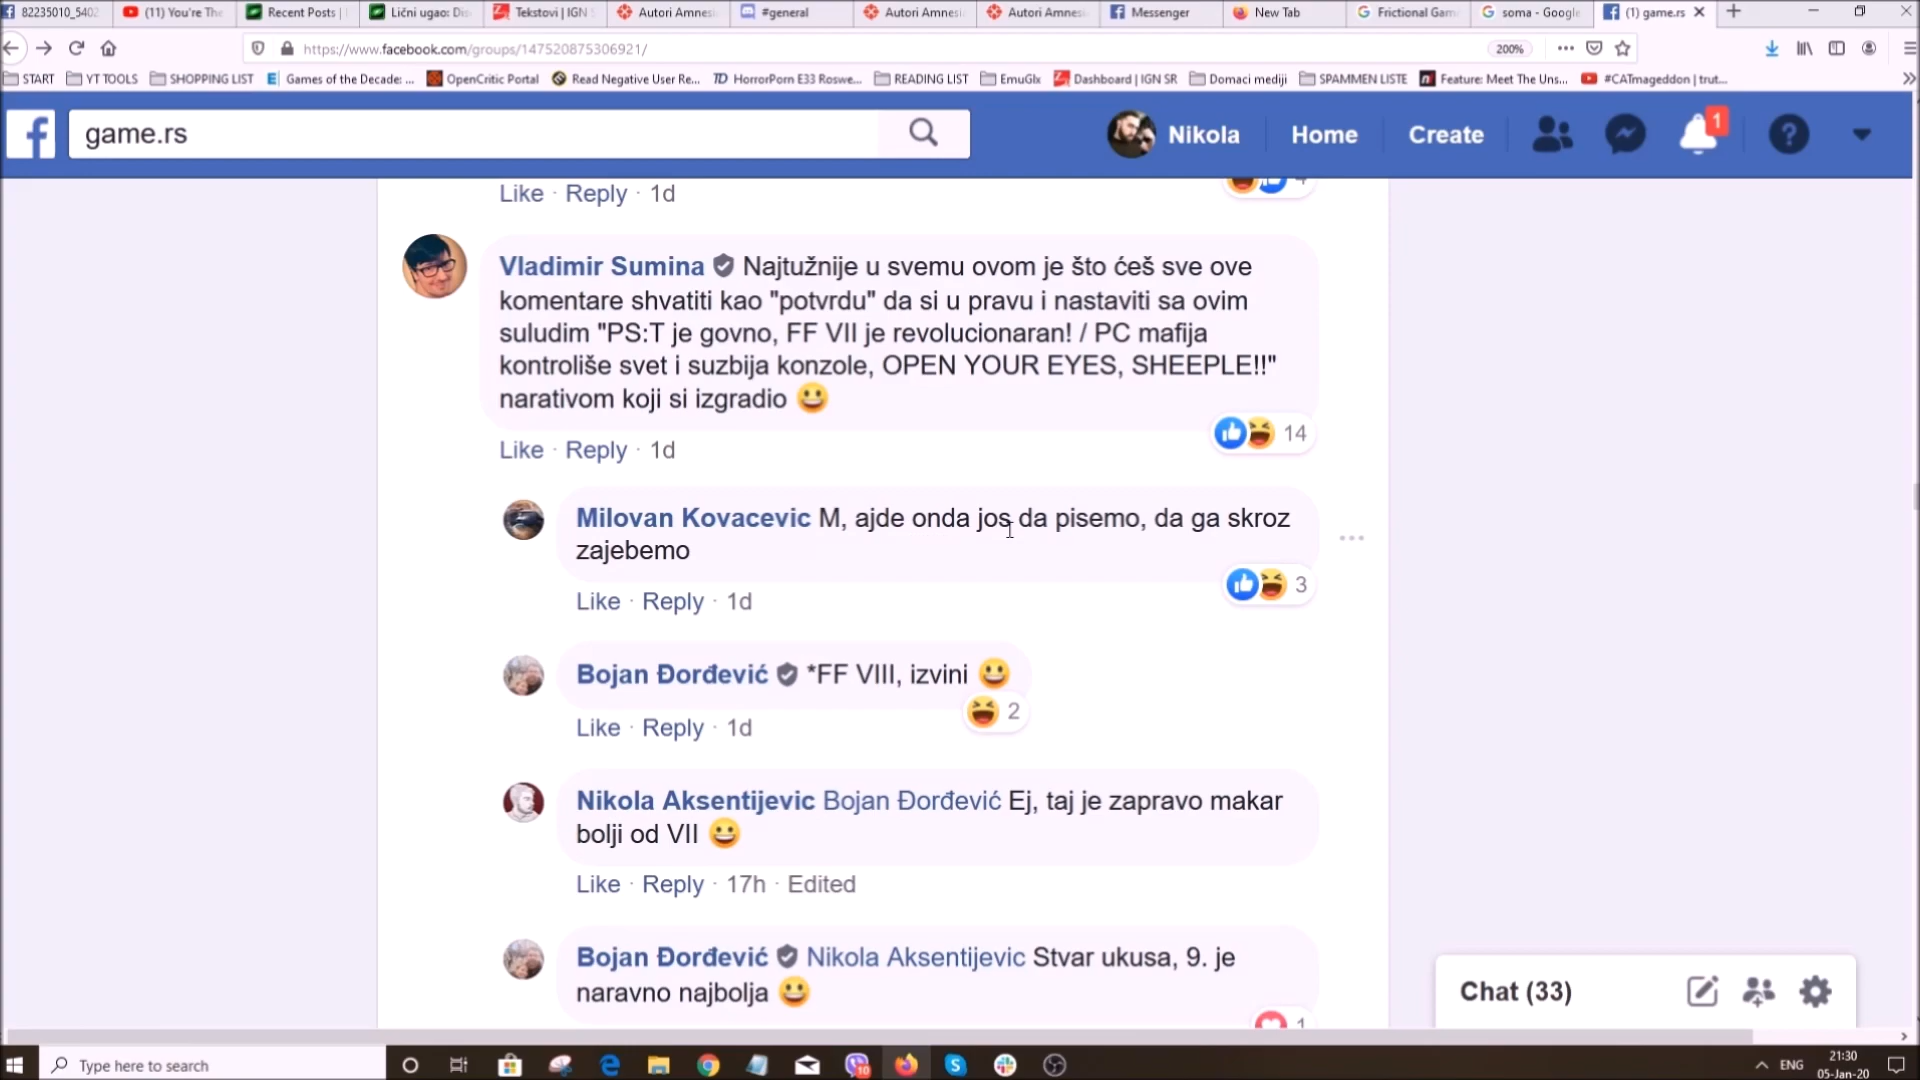 82235010_5402
(11) You're The
Recent Posts |
Lični ugao: Dis
Tekstovi | IGN S
Autori Amnesi
#general
Autori Amnesi
Autori Amnesi
Messenger
New Tab
Frictional Gam
soma - Google
(1) game.rs
https://www.facebook.com/groups/147520875306921/
200%
START
YT TOOLS
SHOPPING LIST
Games of the Decade: ...
OpenCritic Portal
Read Negative User Re...
HorrorPorn E33 Roswe...
READING LIST
EmuGlx
Dashboard | IGN SR
Domaci mediji
SPAMMEN LISTE
Feature: Meet The Uns...
#CATmageddon | trut...
game.rs
Nikola
Home
Create
1
Like · Reply · 1d
4
Vladimir Sumina Najtužnije u svemu ovom je što ćeš sve ove
komentare shvatiti kao "potvrdu" da si u pravu i nastaviti sa ovim
suludim "PS:T je govno, FF VII je revolucionaran! / PC mafija
kontroliše svet i suzbija konzole, OPEN YOUR EYES, SHEEPLE!!"
narativom koji si izgradio 😀
14
Like · Reply · 1d
Milovan Kovacevic M, ajde onda jos da pisemo, da ga skroz
zajebemo
3
Like · Reply · 1d
Bojan Đorđević *FF VIII, izvini 😀
2
Like · Reply · 1d
Nikola Aksentijevic Bojan Đorđević Ej, taj je zapravo makar
bolji od VII 😀
Like · Reply · 17h · Edited
Bojan Đorđević Nikola Aksentijevic Stvar ukusa, 9. je
naravno najbolja 😀
1
Chat (33)
Type here to search
10
ENG
21:30
05-Jan-20